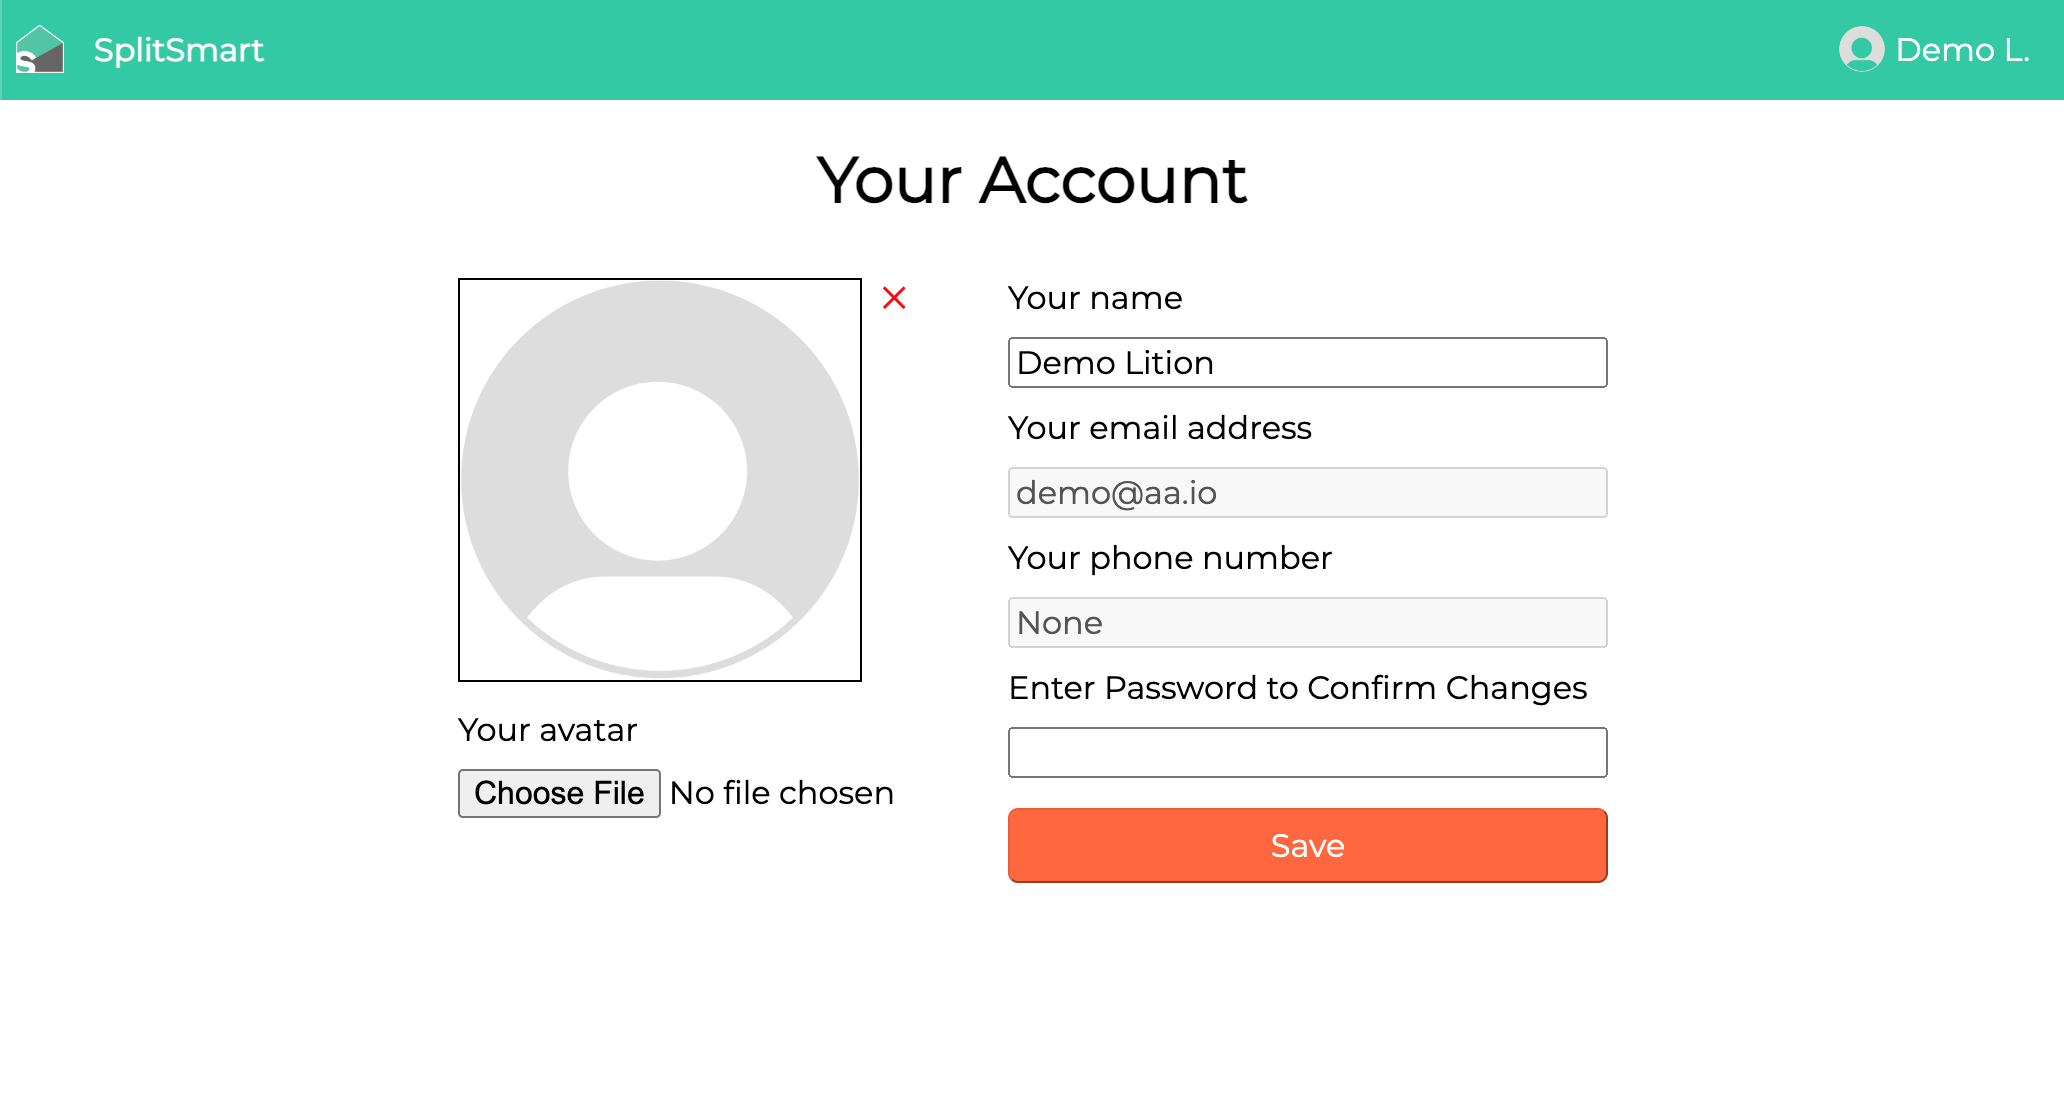 S
SplitSmart
Demo L.
Your Account
Your avatar
Choose File No file chosen
Your name
Demo Lition
Your email address
demo@aa.io
Your phone number
None
Enter Password to Confirm Changes
Save